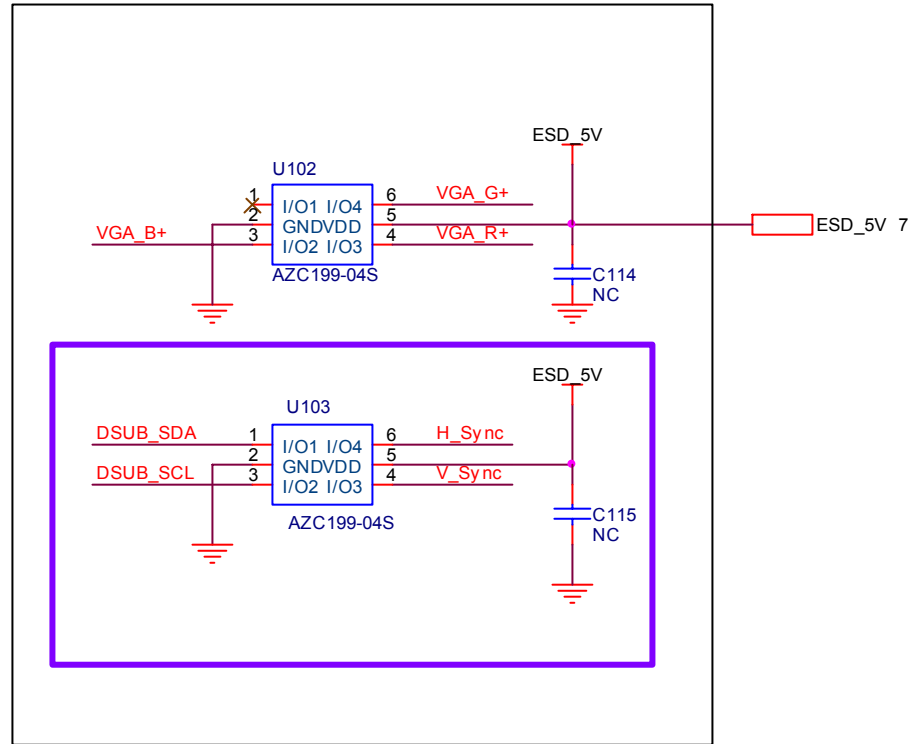 ESD_5V
U102
1 I/O1 I/O4 6 VGA_G+
2 GNDVDD 5 ESD_5V 7
VGA_B+ 3 I/O2 I/O3 4 VGA_R+
AZC199-04S
C114
NC
ESD_5V
U103
DSUB_SDA 1 I/O1 I/O4 6 H_Sync
2 GNDVDD 5
DSUB_SCL 3 I/O2 I/O3 4 V_Sync
AZC199-04S
C115
NC